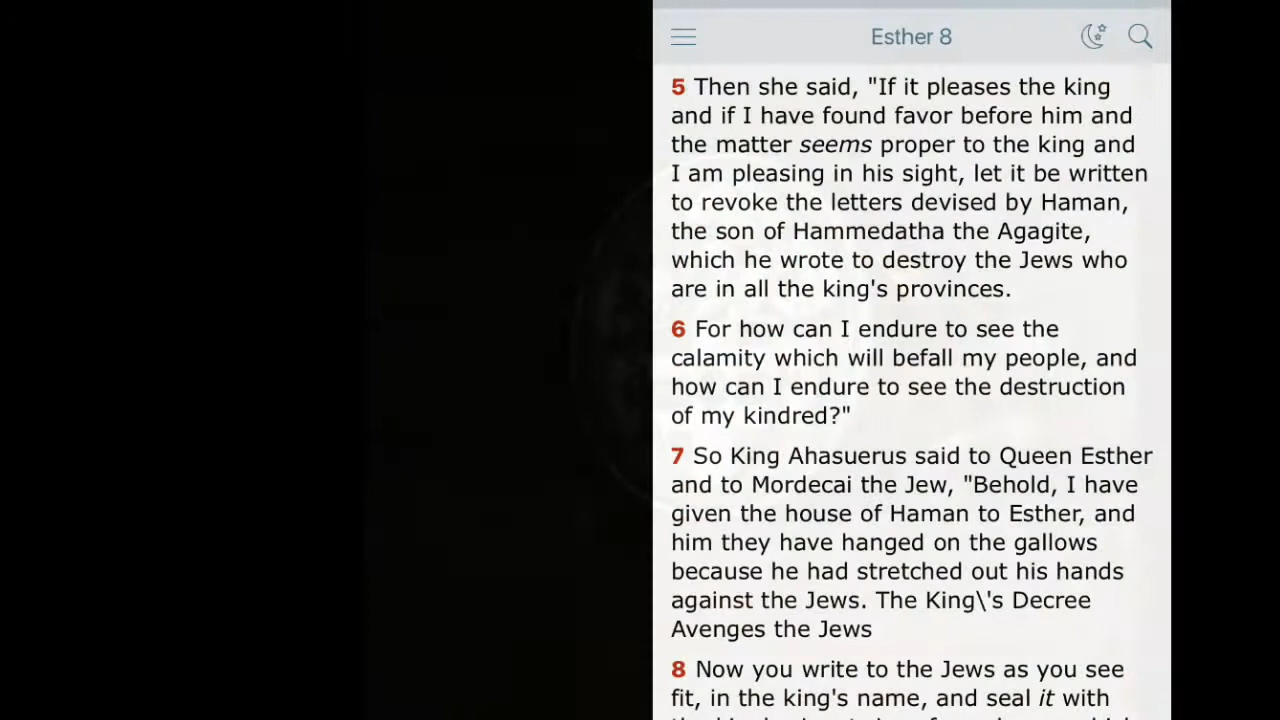 Esther 8
5 Then she said, "If it pleases the king
and if I have found favor before him and
the matter seems proper to the king and
I am pleasing in his sight, let it be written
to revoke the letters devised by Haman,
the son of Hammedatha the Agagite,
which he wrote to destroy the Jews who
are in all the king's provinces.
6 For how can I endure to see the
calamity which will befall my people, and
how can I endure to see the destruction
of my kindred?"
7 So King Ahasuerus said to Queen Esther
and to Mordecai the Jew, "Behold, I have
given the house of Haman to Esther, and
him they have hanged on the gallows
because he had stretched out his hands
against the Jews. The King\'s Decree
Avenges the Jews
8 Now you write to the Jews as you see
fit, in the king's name, and seal it with